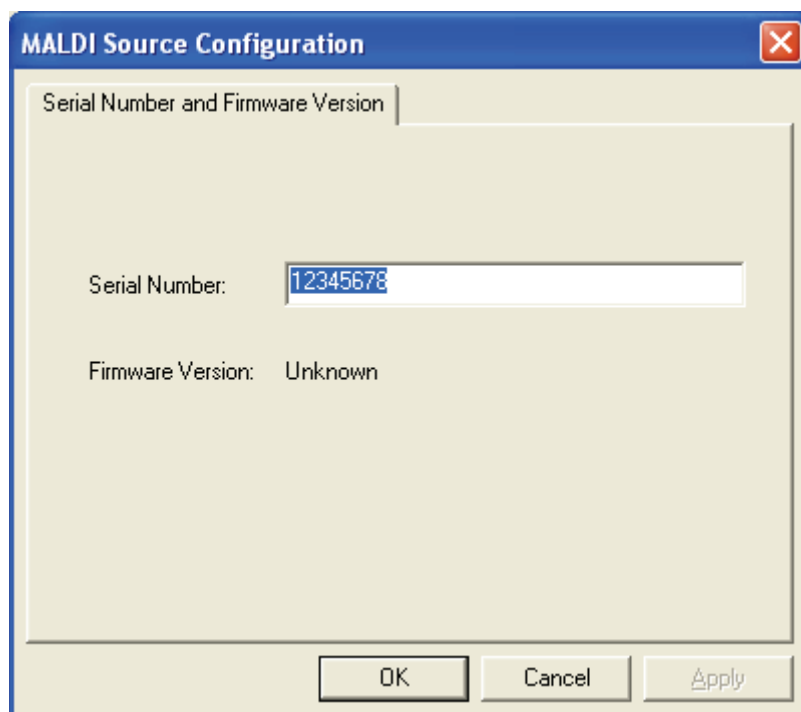 MALDI Source Configuration
Serial Number and Firmware Version
Serial Number: 12345678
Firmware Version: Unknown
OK Cancel Apply